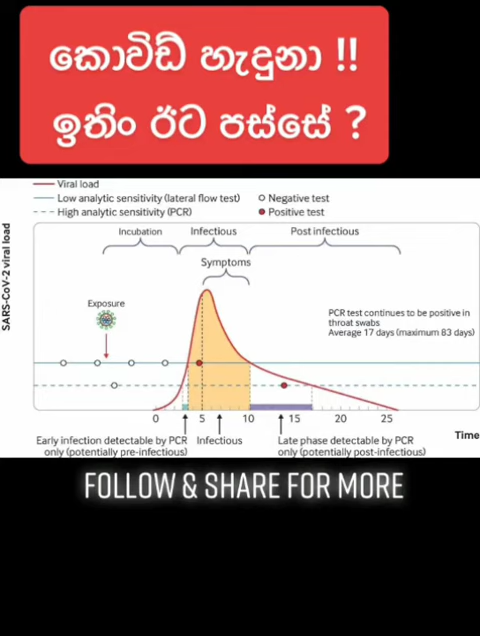 කොවිඩ් හැදුනා !!
ඉතිං ඊට පස්සේ ?
Viral load
Low analytic sensitivity (lateral flow test)
Negative test
High analytic sensitivity (PCR)
Positive test
SARS-CoV-2 viral load
Incubation
Infectious
Post infectious
Symptoms
Exposure
PCR test continues to be positive in
throat swabs
Average 17 days (maximum 83 days)
0 5 10 15 20 25
Time
Early infection detectable by PCR
only (potentially pre-infectious)
Infectious
Late phase detectable by PCR
only (potentially post-infectious)
FOLLOW & SHARE FOR MORE